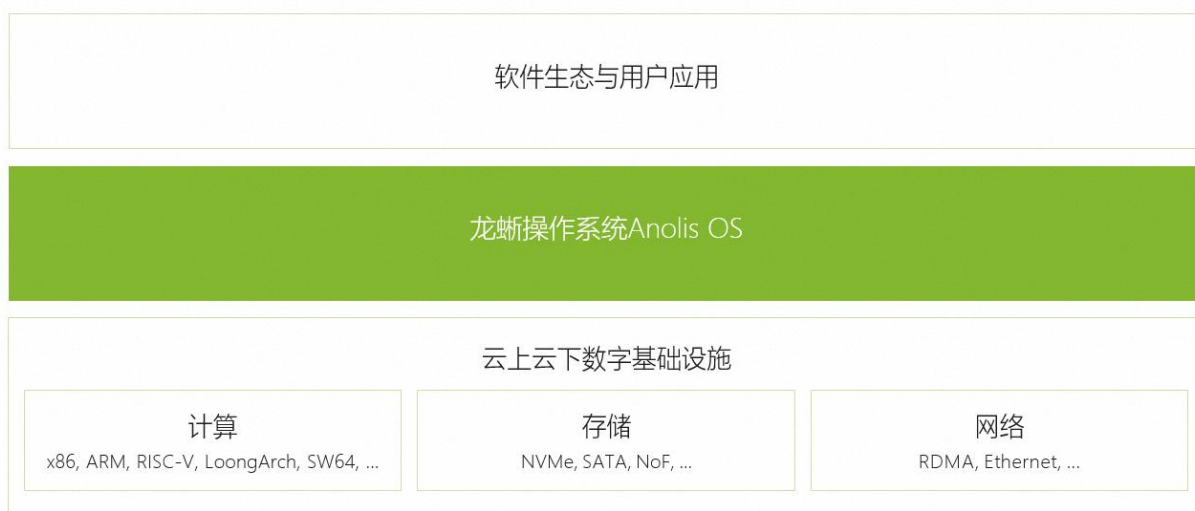 软件生态与用户应用
龙蜥操作系统Anolis OS
云上云下数字基础设施
计算
x86, ARM, RISC-V, LoongArch, SW64, ...
存储
NVMe, SATA, NoF, ...
网络
RDMA, Ethernet, ...